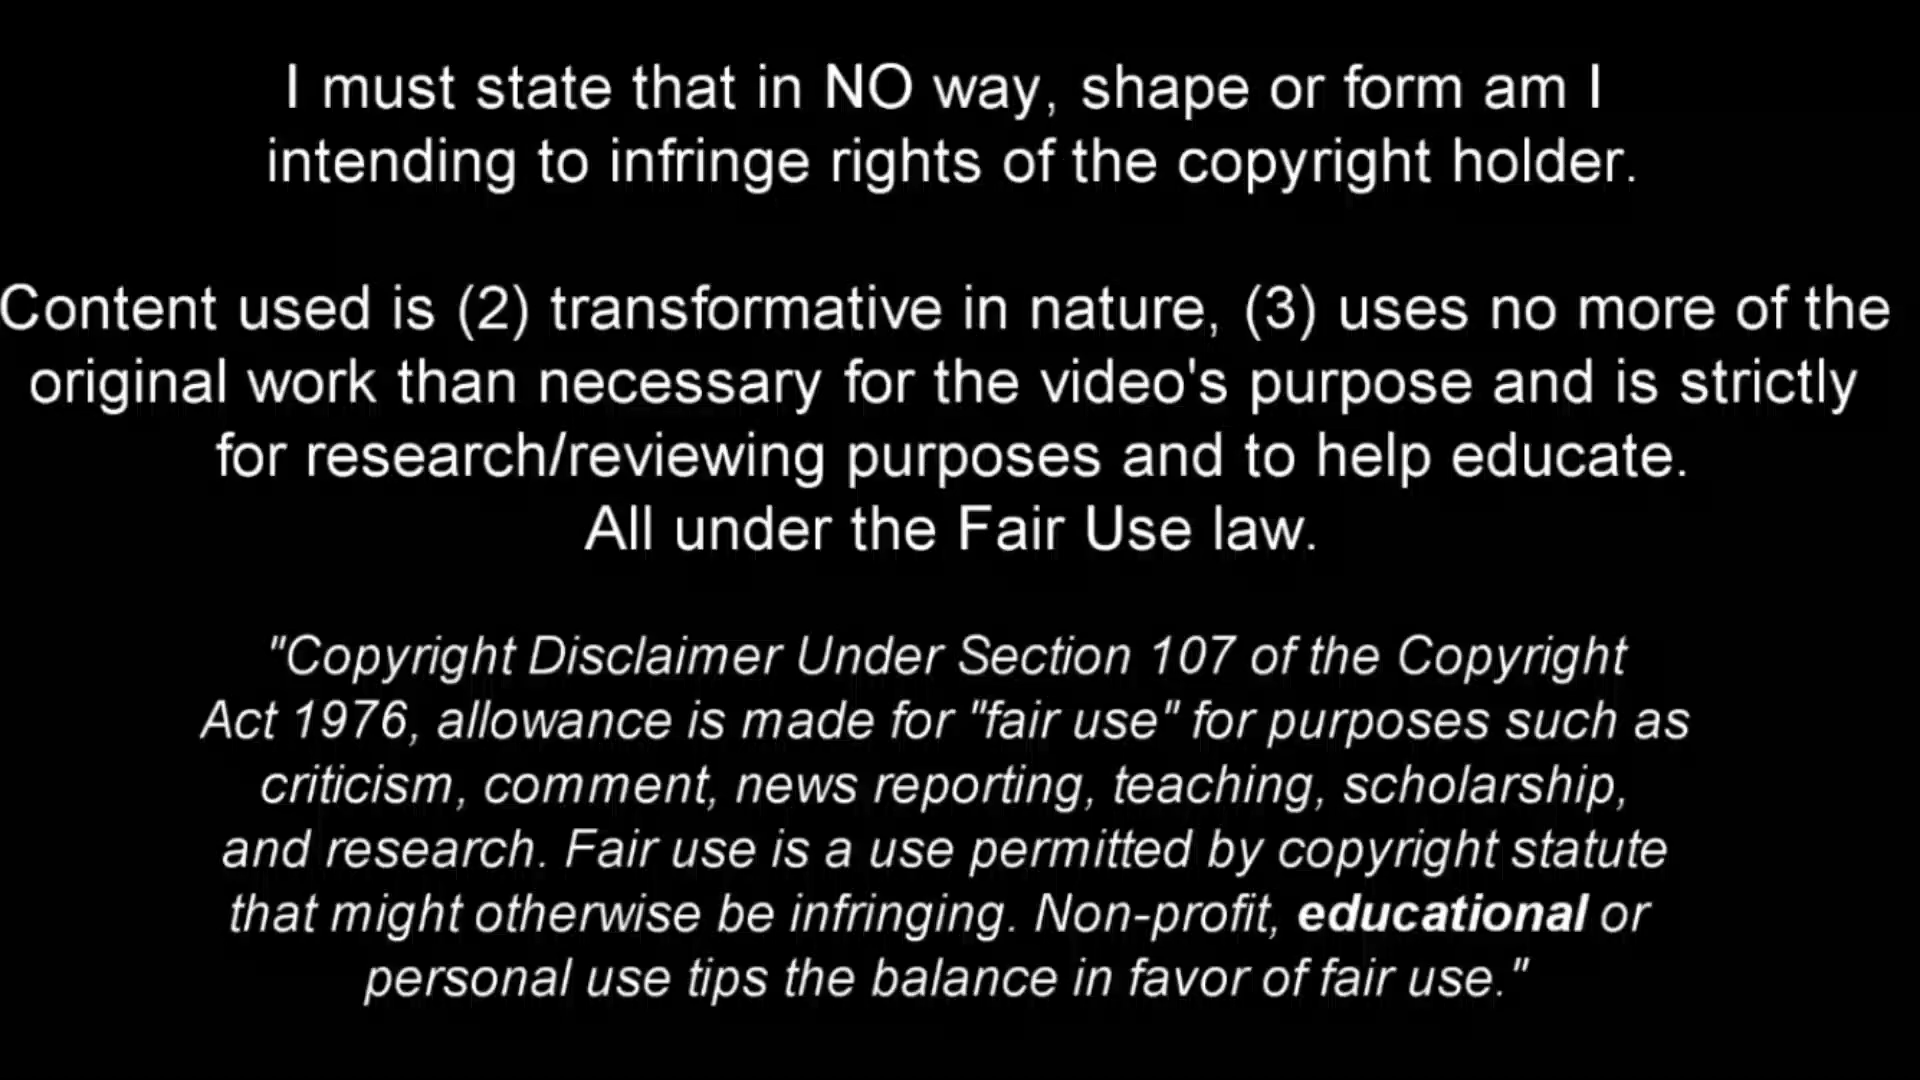 I must state that in NO way, shape or form am I
intending to infringe rights of the copyright holder.
Content used is (2) transformative in nature, (3) uses no more of the
original work than necessary for the video's purpose and is strictly
for research/reviewing purposes and to help educate.
All under the Fair Use law.
"Copyright Disclaimer Under Section 107 of the Copyright
Act 1976, allowance is made for "fair use" for purposes such as
criticism, comment, news reporting, teaching, scholarship,
and research. Fair use is a use permitted by copyright statute
that might otherwise be infringing. Non-profit, educational or
personal use tips the balance in favor of fair use."